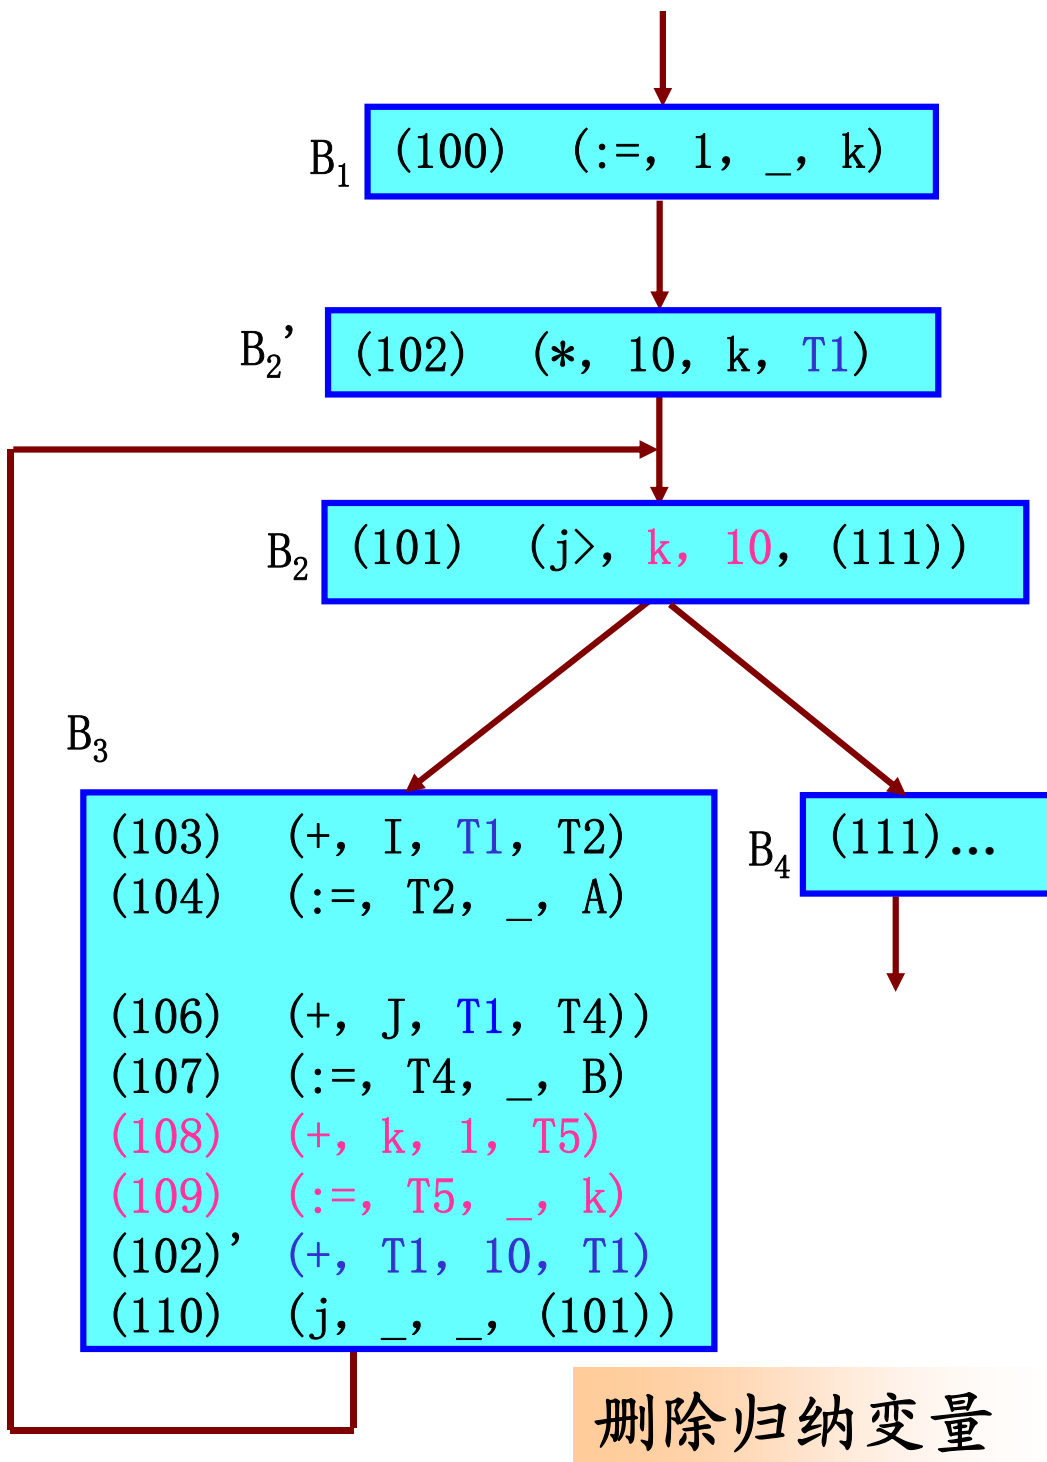 B1
(100) (:=, 1, _, k)
B2'
(102) (*, 10, k, T1)
B2
(101) (j>, k, 10, (111))
B3
(103) (+, I, T1, T2)
(104) (:=, T2, _, A)
(106) (+, J, T1, T4))
(107) (:=, T4, _, B)
(108) (+, k, 1, T5)
(109) (:=, T5, _, k)
(102)' (+, T1, 10, T1)
(110) (j, _, _, (101))
B4
(111)...
删除归纳变量